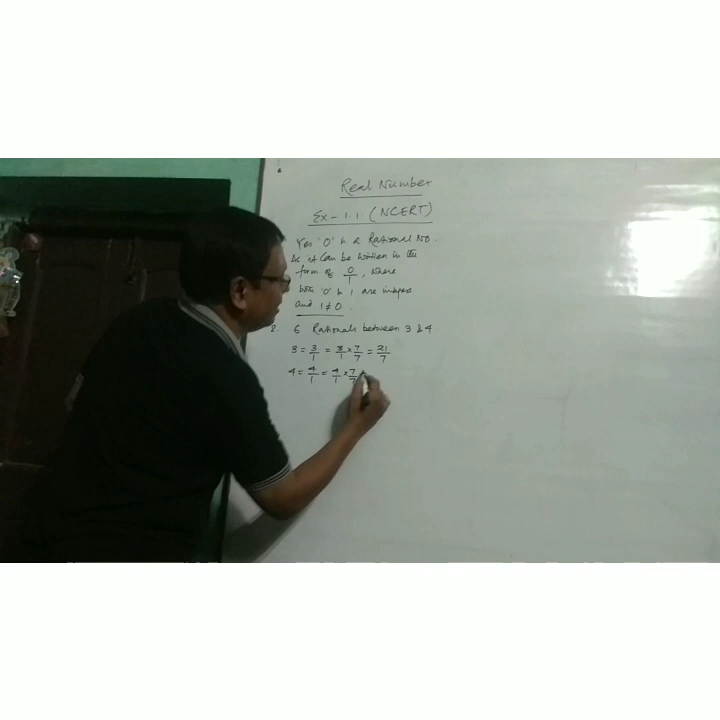 Real Number
Ex - 1.1 (NCERT)
Yes '0' is a Rational No.
As it can be written in the
form of 0/1, where
both '0' & 1 are integers
and 1 ≠ 0.
2. 6 Rationals between 3 & 4
3 = 3/1 = 3/1 × 7/7 = 21/7
4 = 4/1 = 4/1 × 7/7